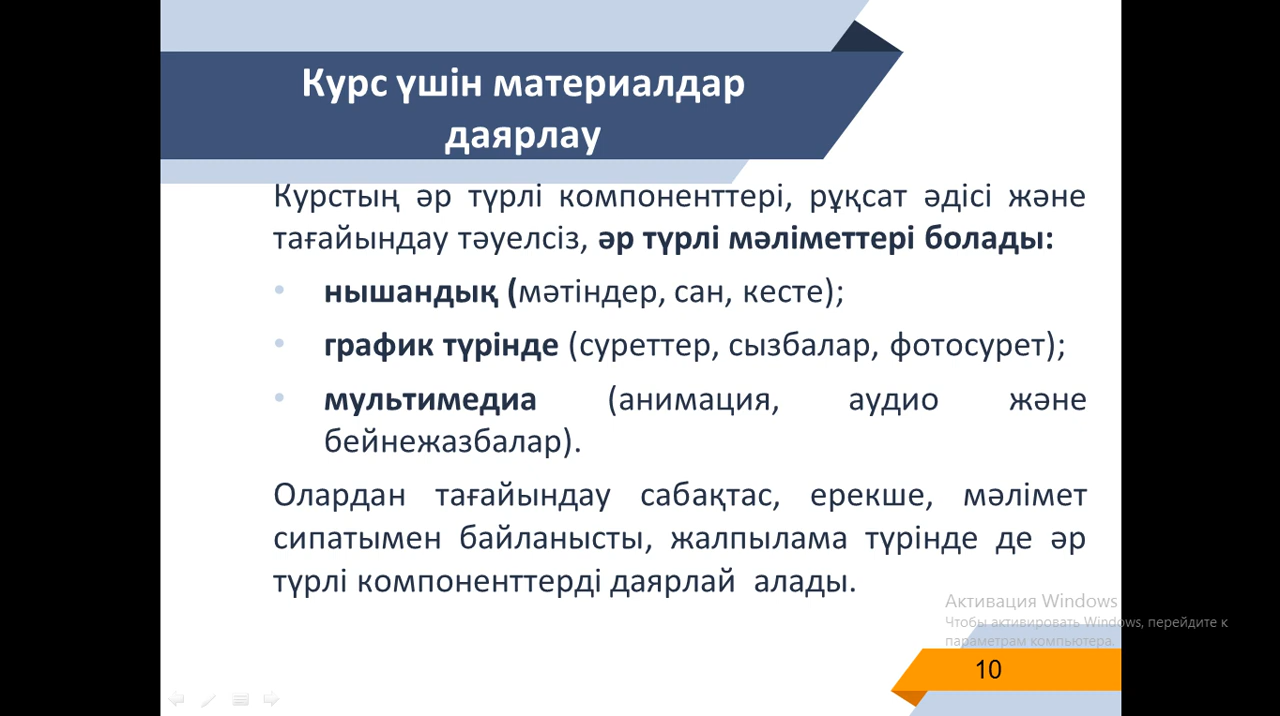 Курс үшін материалдар
даярлау
Курстың әр түрлі компоненттері, рұқсат әдісі және
тағайындау тәуелсіз, әр түрлі мәліметтері болады:
• нышандық (мәтіндер, сан, кесте);
• график түрінде (суреттер, сызбалар, фотосурет);
• мультимедиа (анимация, аудио және
бейнежазбалар).
Олардан тағайындау сабақтас, ерекше, мәлімет
сипатымен байланысты, жалпылама түрінде де әр
түрлі компоненттерді даярлай алады.
Активация Windows
Чтобы активировать Windows, перейдите к
параметрам компьютера.
10